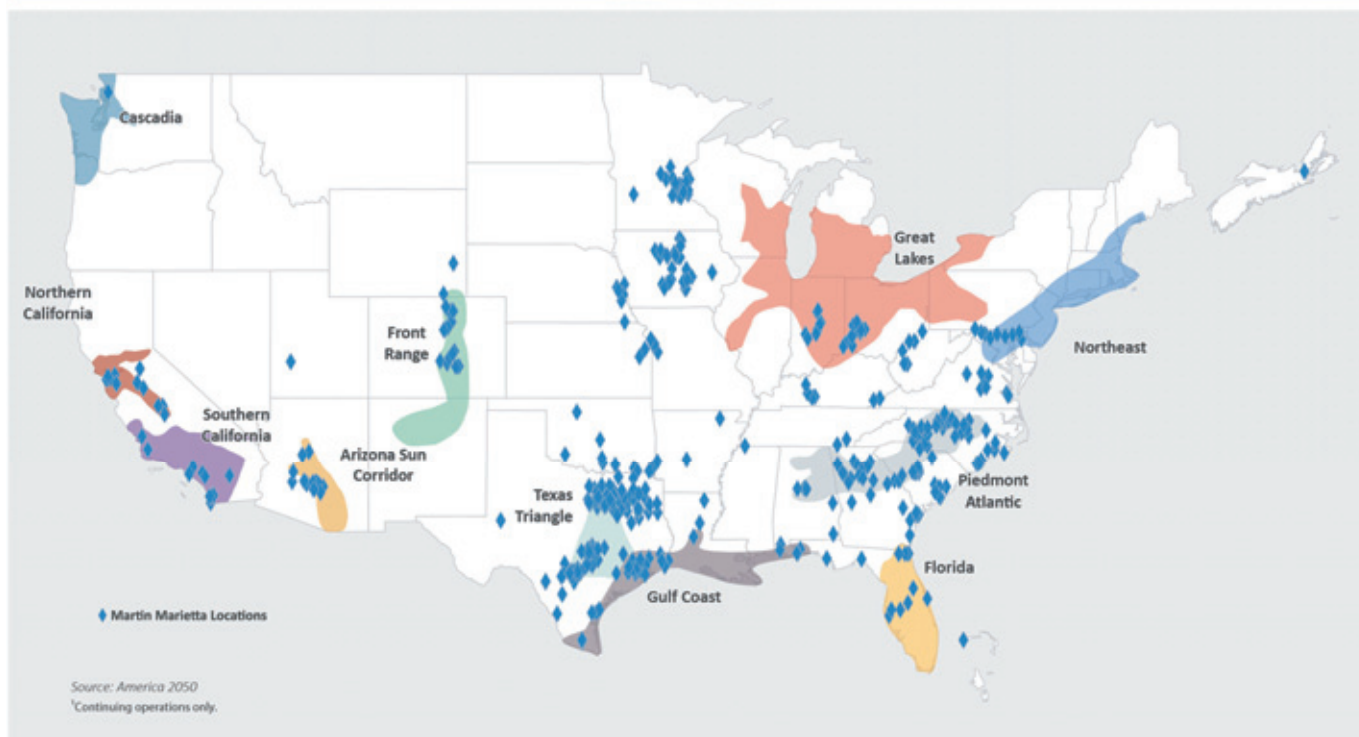 Cascadia
Great
Lakes
Northern
California
Front
Range
Northeast
Southern
California
Arizona Sun
Corridor
Texas
Triangle
Piedmont
Atlantic
Florida
Gulf Coast
Martin Marietta Locations
Source: America 2050
¹Continuing operations only.